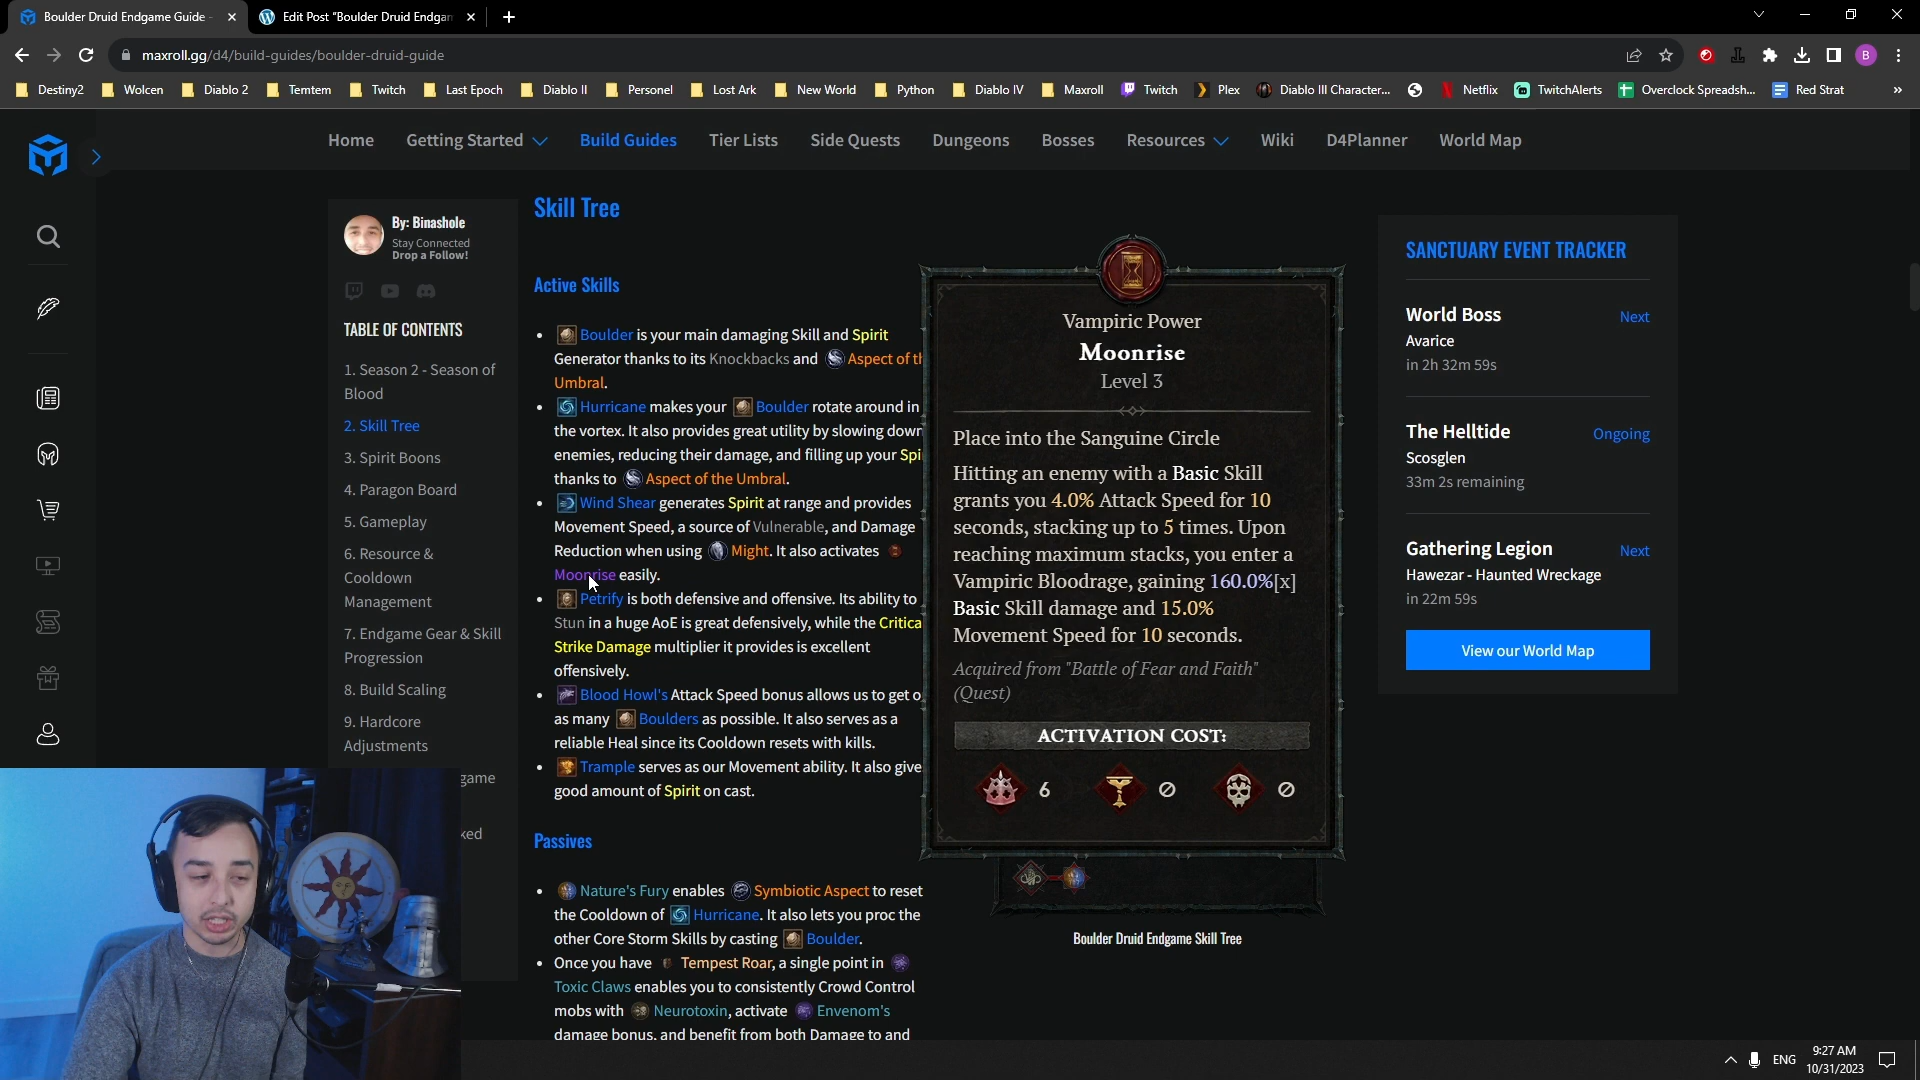 Boulder Druid Endgame Guide -
Edit Post "Boulder Druid Endgan
maxroll.gg/d4/build-guides/boulder-druid-guide
B
Destiny2
Wolcen
Diablo 2
Temtem
Twitch
Last Epoch
Diablo II
Personel
Lost Ark
New World
Python
Diablo IV
Maxroll
Twitch
Plex
Diablo III Character...
Netflix
TwitchAlerts
Overclock Spreadsh...
Red Strat
Home
Getting Started
Build Guides
Tier Lists
Side Quests
Dungeons
Bosses
Resources
Wiki
D4Planner
World Map
By: Binashole
Stay Connected
Drop a Follow!
TABLE OF CONTENTS
1. Season 2 - Season of
Blood
2. Skill Tree
3. Spirit Boons
4. Paragon Board
5. Gameplay
6. Resource &
Cooldown
Management
7. Endgame Gear & Skill
Progression
8. Build Scaling
9. Hardcore
Adjustments
game
ked
Skill Tree
Active Skills
Boulder is your main damaging Skill and Spirit
Generator thanks to its Knockbacks and Aspect of th
Umbral.
Hurricane makes your Boulder rotate around in
the vortex. It also provides great utility by slowing down
enemies, reducing their damage, and filling up your Spi
thanks to Aspect of the Umbral.
Wind Shear generates Spirit at range and provides
Movement Speed, a source of Vulnerable, and Damage
Reduction when using Might. It also activates
Moonrise easily.
Petrify is both defensive and offensive. Its ability to
Stun in a huge AoE is great defensively, while the Critica
Strike Damage multiplier it provides is excellent
offensively.
Blood Howl's Attack Speed bonus allows us to get o
as many Boulders as possible. It also serves as a
reliable Heal since its Cooldown resets with kills.
Trample serves as our Movement ability. It also give
good amount of Spirit on cast.
Passives
Nature's Fury enables Symbiotic Aspect to reset
the Cooldown of Hurricane. It also lets you proc the
other Core Storm Skills by casting Boulder.
Once you have Tempest Roar, a single point in
Toxic Claws enables you to consistently Crowd Control
mobs with Neurotoxin, activate Envenom's
damage bonus, and benefit from both Damage to and
Vampiric Power
Moonrise
Level 3
Place into the Sanguine Circle
Hitting an enemy with a Basic Skill
grants you 4.0% Attack Speed for 10
seconds, stacking up to 5 times. Upon
reaching maximum stacks, you enter a
Vampiric Bloodrage, gaining 160.0%[x]
Basic Skill damage and 15.0%
Movement Speed for 10 seconds.
Acquired from "Battle of Fear and Faith"
(Quest)
ACTIVATION COST:
6 0 0
Boulder Druid Endgame Skill Tree
SANCTUARY EVENT TRACKER
World Boss Next
Avarice
in 2h 32m 59s
The Helltide Ongoing
Scosglen
33m 2s remaining
Gathering Legion Next
Hawezar - Haunted Wreckage
in 22m 59s
View our World Map
ENG
9:27 AM
10/31/2023